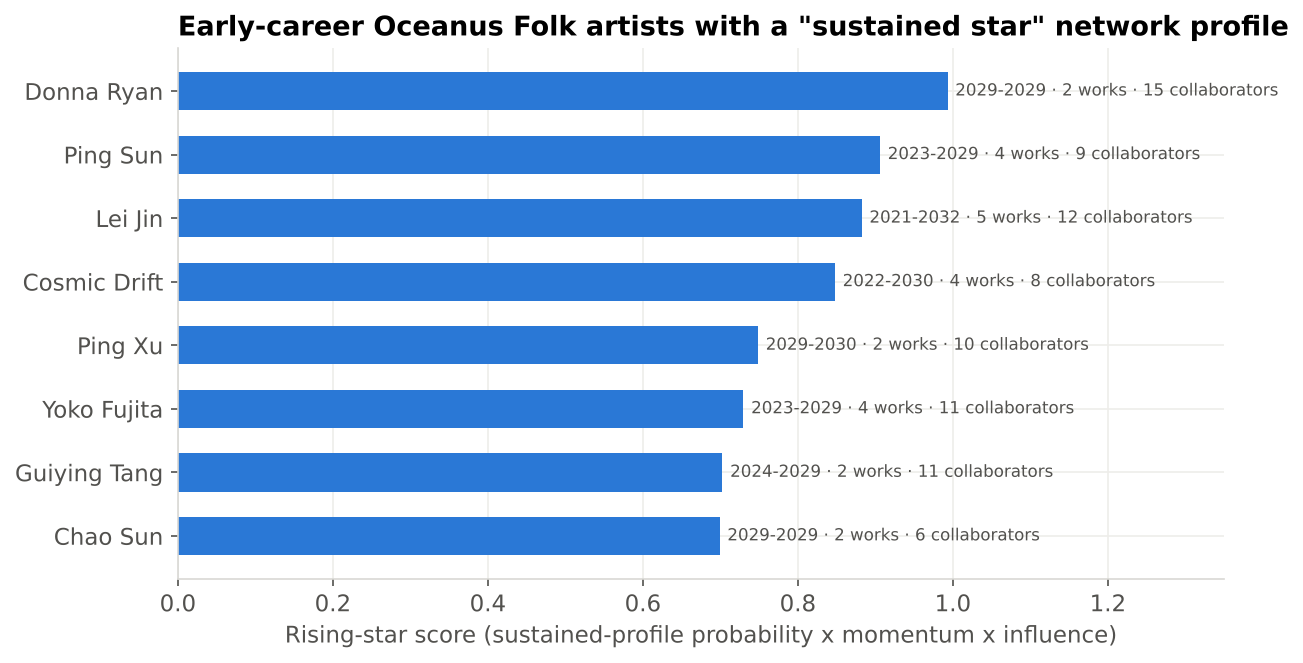 Early-career Oceanus Folk artists with a "sustained star" network profile
Donna Ryan
2029-2029 · 2 works · 15 collaborators
Ping Sun
2023-2029 · 4 works · 9 collaborators
Lei Jin
2021-2032 · 5 works · 12 collaborators
Cosmic Drift
2022-2030 · 4 works · 8 collaborators
Ping Xu
2029-2030 · 2 works · 10 collaborators
Yoko Fujita
2023-2029 · 4 works · 11 collaborators
Guiying Tang
2024-2029 · 2 works · 11 collaborators
Chao Sun
2029-2029 · 2 works · 6 collaborators
0.0 0.2 0.4 0.6 0.8 1.0 1.2
Rising-star score (sustained-profile probability x momentum x influence)